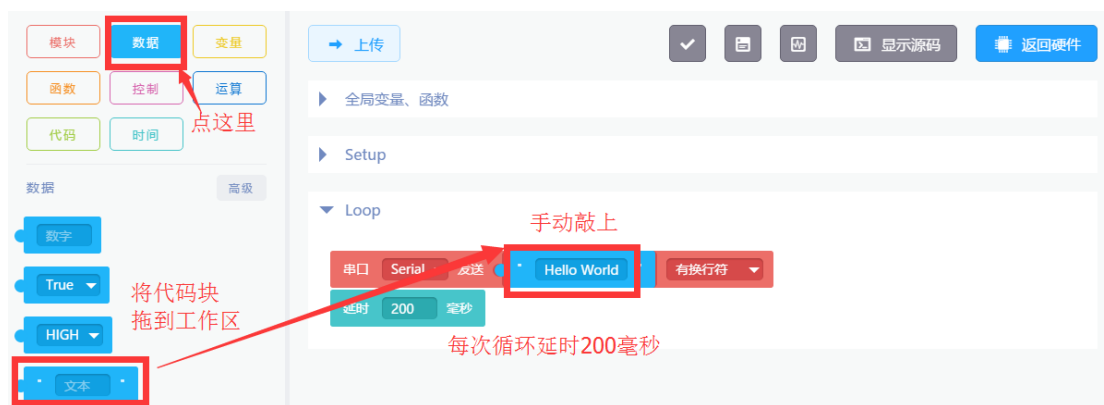 模块 数据 变量
函数 控制 运算
代码 时间
点这里
数据 高级
数字
True
HIGH
" 文本 "
将代码块
拖到工作区
上传 显示源码 返回硬件
全局变量、函数
Setup
Loop
手动敲上
串口 Serial 发送 " Hello World " 有换行符
延时 200 毫秒
每次循环延时200毫秒